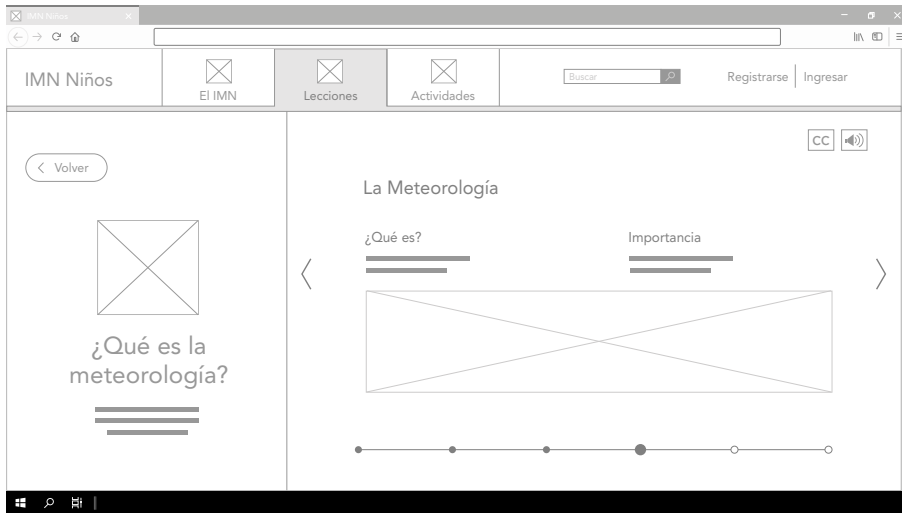 IMN Niños
IMN Niños
El IMN
Lecciones
Actividades
Buscar
Registrarse
Ingresar
CC
Volver
¿Qué es la
meteorología?
La Meteorología
¿Qué es?
Importancia